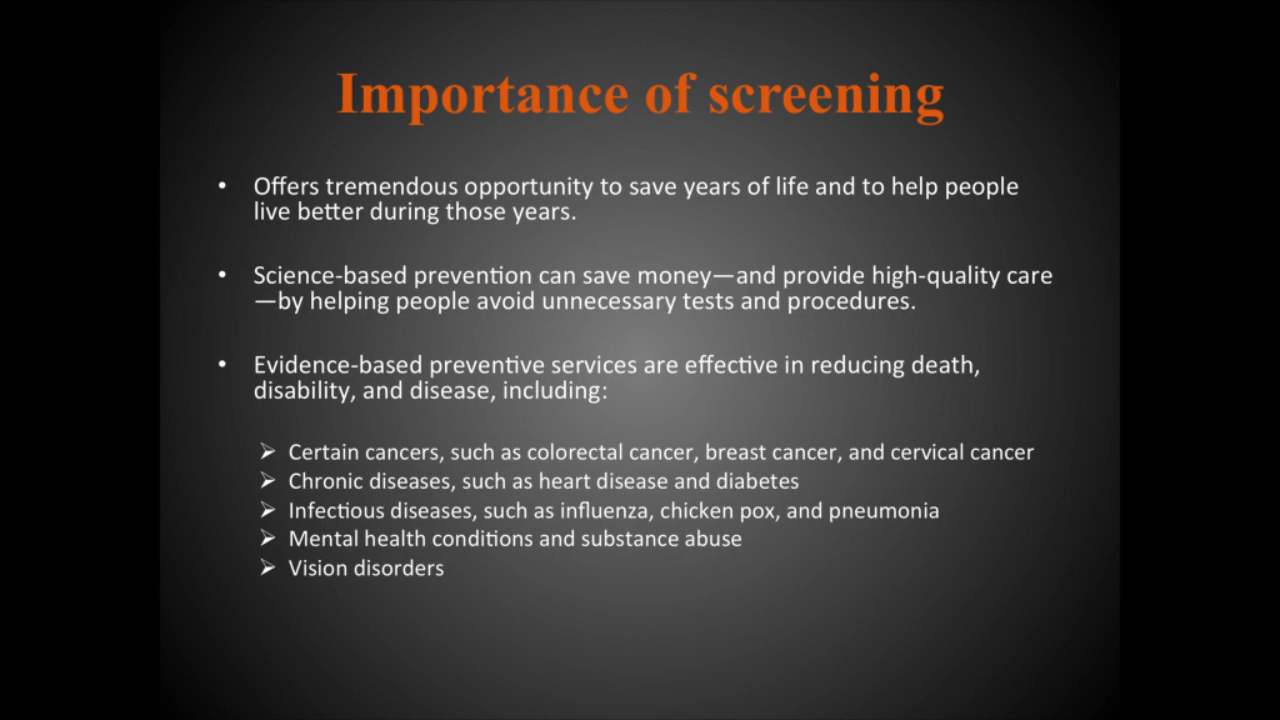 Importance of screening
• Offers tremendous opportunity to save years of life and to help people
live better during those years.
• Science-based prevention can save money—and provide high-quality care
—by helping people avoid unnecessary tests and procedures.
• Evidence-based preventive services are effective in reducing death,
disability, and disease, including:
➢ Certain cancers, such as colorectal cancer, breast cancer, and cervical cancer
➢ Chronic diseases, such as heart disease and diabetes
➢ Infectious diseases, such as influenza, chicken pox, and pneumonia
➢ Mental health conditions and substance abuse
➢ Vision disorders